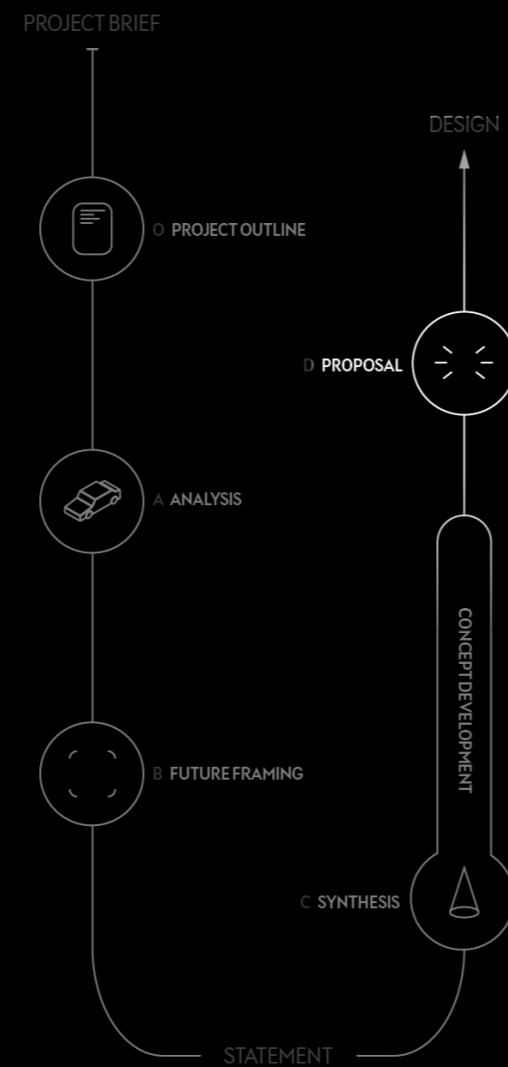 PROJECT BRIEF
O PROJECT OUTLINE
A ANALYSIS
B FUTURE FRAMING
STATEMENT
C SYNTHESIS
CONCEPT DEVELOPMENT
D PROPOSAL
DESIGN